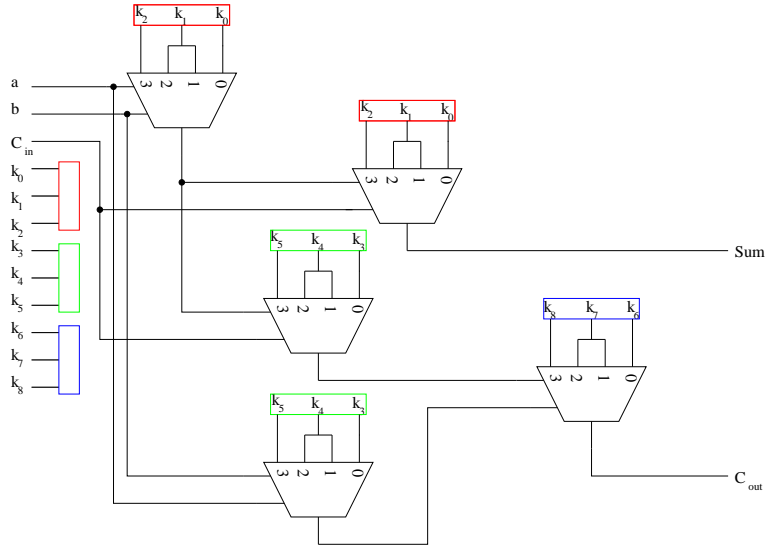 k₂ k₁ k₀
3 2 1 0
a
b
C in
k₀
k₁
k₂
k₃
k₄
k₅
k₆
k₇
k₈
k₂ k₁ k₀
3 2 1 0
Sum
k₅ k₄ k₃
3 2 1 0
k₈ k₇ k₆
3 2 1 0
k₅ k₄ k₃
3 2 1 0
C out